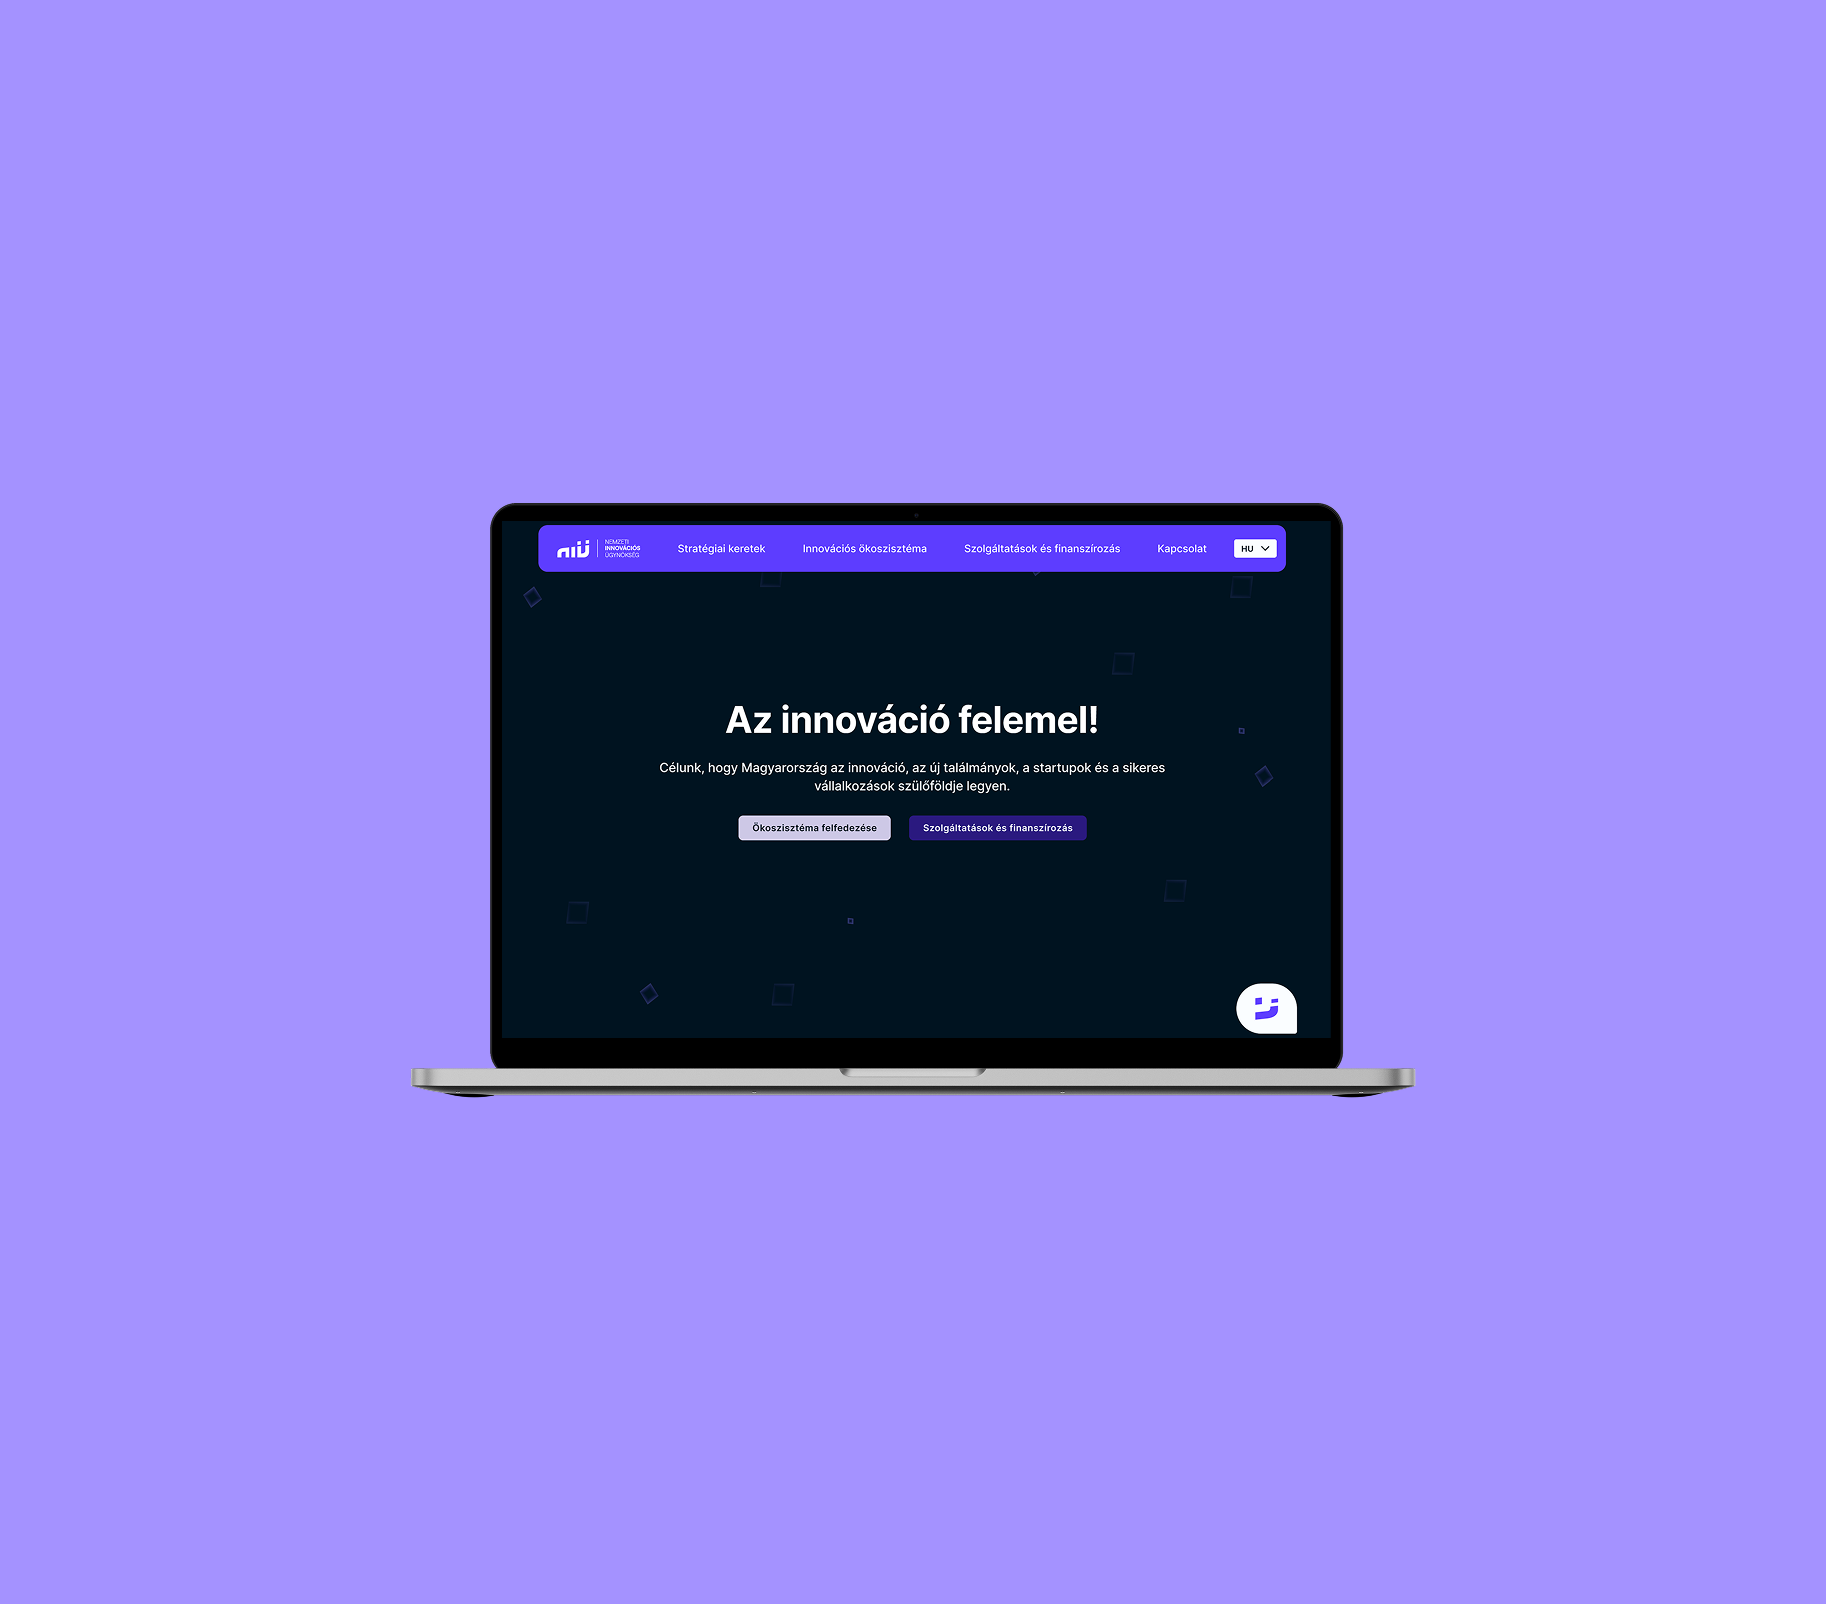 niü
NEMZETI
INNOVÁCIÓS
ÜGYNÖKSÉG
Stratégiai keretek
Innovációs ökoszisztéma
Szolgáltatások és finanszírozás
Kapcsolat
HU
Az innováció felemel!
Célunk, hogy Magyarország az innováció, az új találmányok, a startupok és a sikeres
vállalkozások szülőföldje legyen.
Ökoszisztéma felfedezése
Szolgáltatások és finanszírozás